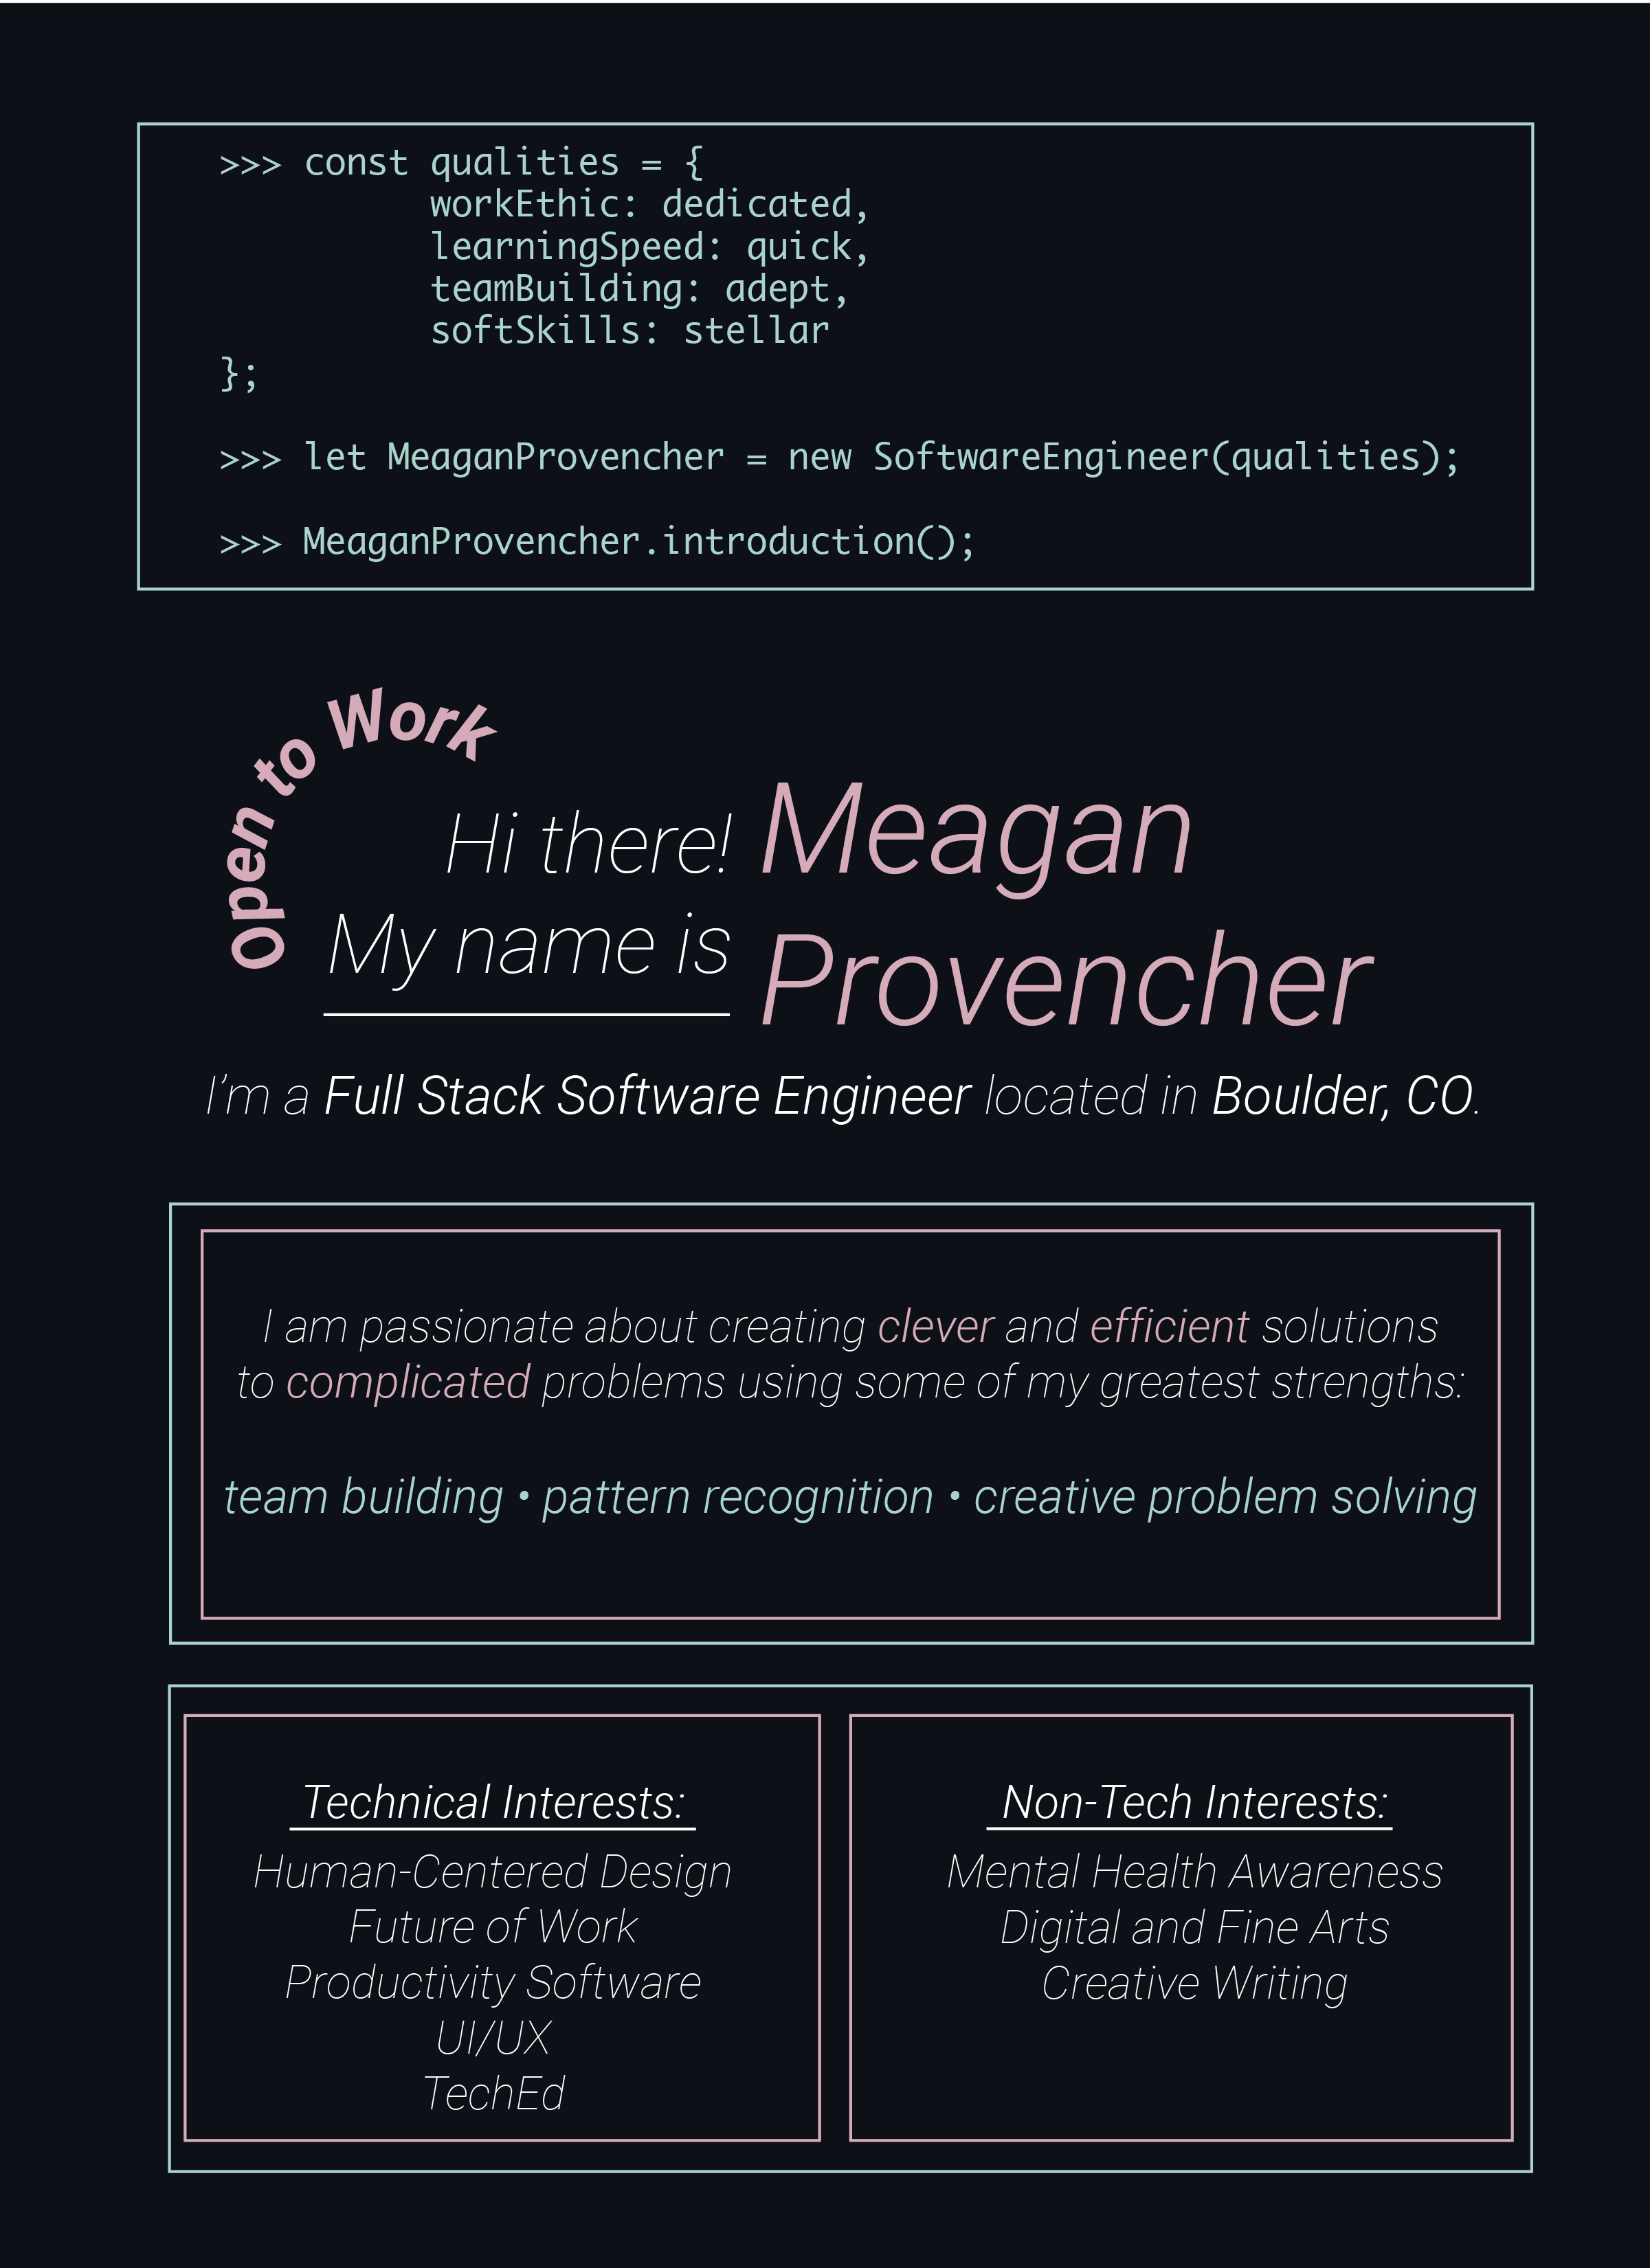 >>> const qualities = {
workEthic: dedicated,
learningSpeed: quick,
teamBuilding: adept,
softSkills: stellar
};
>>> let MeaganProvencher = new SoftwareEngineer(qualities);
>>> MeaganProvencher.introduction();
Open to Work
Hi there!
My name is
Meagan
Provencher
I'm a Full Stack Software Engineer located in Boulder, CO.
I am passionate about creating clever and efficient solutions
to complicated problems using some of my greatest strengths:
team building • pattern recognition • creative problem solving
Technical Interests:
Human-Centered Design
Future of Work
Productivity Software
UI/UX
TechEd
Non-Tech Interests:
Mental Health Awareness
Digital and Fine Arts
Creative Writing